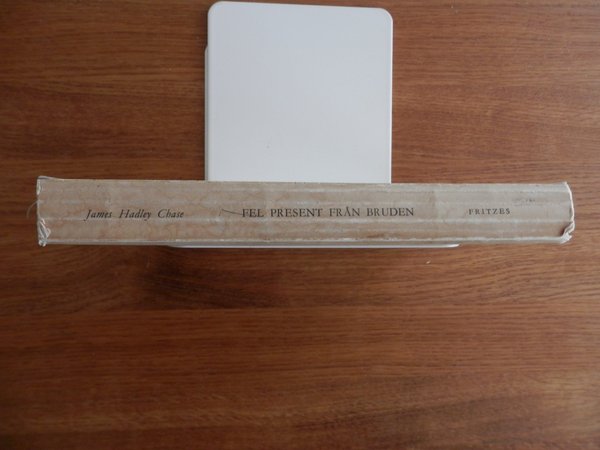 James Hadley Chase FEL PRESENT FRÅN BRUDEN FRITZES